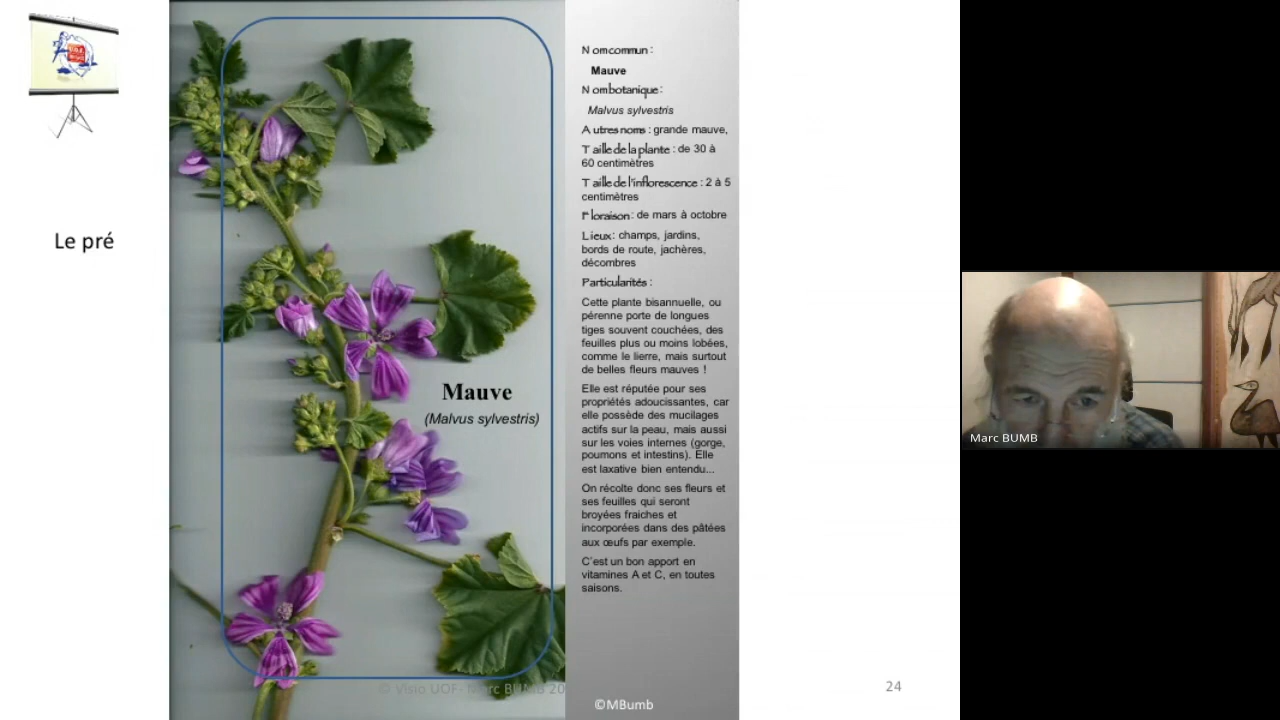 Le pré
Mauve
(Malvus sylvestris)
Nom commun :
Mauve
Nom botanique :
Malvus sylvestris
Autres noms : grande mauve,
Taille de la plante : de 30 à
60 centimètres
Taille de l'inflorescence : 2 à 5
centimètres
Floraison : de mars à octobre
Lieux : champs, jardins,
bords de route, jachères,
décombres
Particularités :
Cette plante bisannuelle, ou
pérenne porte de longues
tiges souvent couchées, des
feuilles plus ou moins lobées,
comme le lierre, mais surtout
de belles fleurs mauves !
Elle est réputée pour ses
propriétés adoucissantes, car
elle possède des mucilages
actifs sur la peau, mais aussi
sur les voies internes (gorge,
poumons et intestins). Elle
est laxative bien entendu...
On récolte donc ses fleurs et
ses feuilles qui seront
broyées fraiches et
incorporées dans des pâtées
aux œufs par exemple.
C'est un bon apport en
vitamines A et C, en toutes
saisons.
© Visio UOF- Marc BUMB 20
©MBumb
24
Marc BUMB